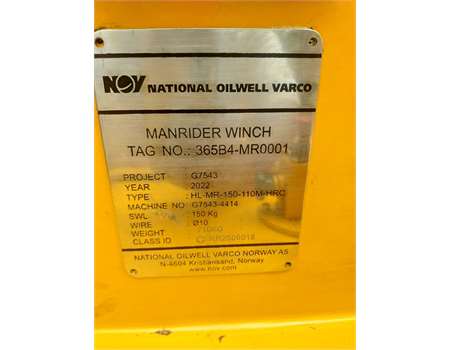 NOV NATIONAL OILWELL VARCO
MANRIDER WINCH
TAG NO.: 365B4-MR0001
PROJECT : G7543
YEAR : 2022
TYPE : HL-MR-150-110M-HRC
MACHINE NO : G7543-4414
SWL : 150 Kg
WIRE : Ø10
WEIGHT
CLASS ID
NATIONAL OILWELL VARCO NORWAY AS
N-4604 Kristiansand, Norway
www.nov.com